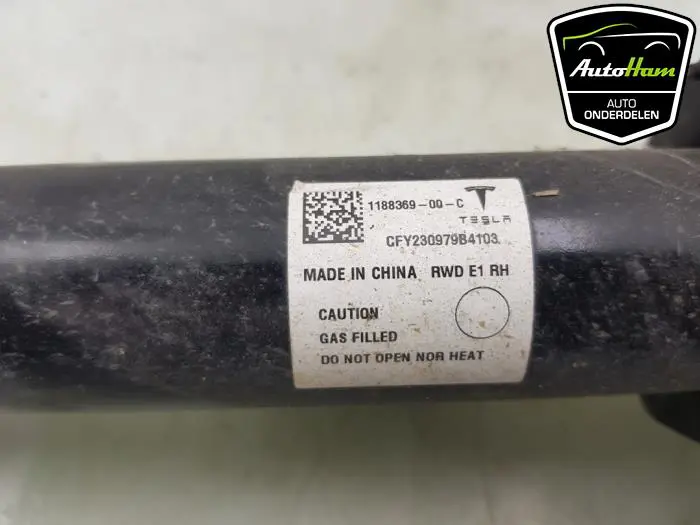 AutoHam
AUTO
ONDERDELEN
1188369-00-C
TESLA
CFY230979B4103
MADE IN CHINA RWD E1 RH
CAUTION
GAS FILLED
DO NOT OPEN NOR HEAT